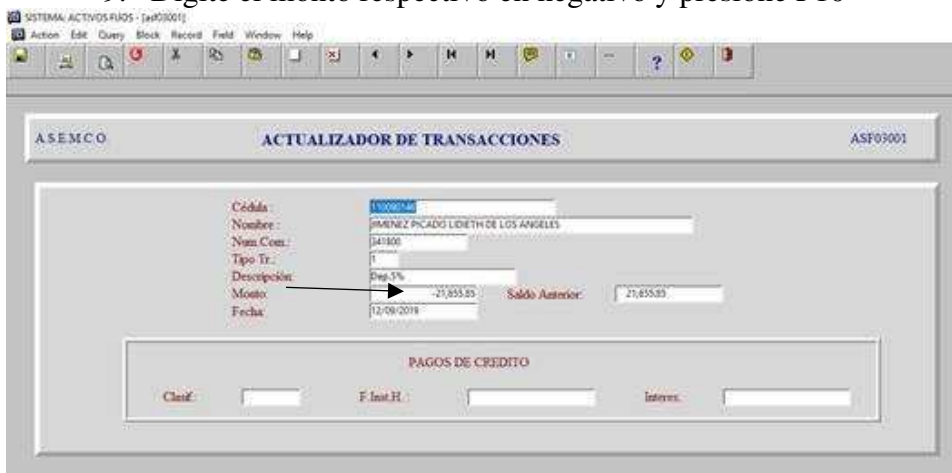 9. Digite el monto respectivo en negativo y presione F10
SISTEMA: ACTIVOS FIJOS - [asf03001]
Action Edit Query Block Record Field Window Help
ASEMCO ACTUALIZADOR DE TRANSACCIONES ASF03001
Cédula :
Nombre : JIMENEZ PICADO LIDIETH DE LOS ANGELES
Num.Com.: 341800
Tipo Tr.: 1
Descripción: Dep.5%
Monto: -21,655.85 Saldo Anterior: 21,655.85
Fecha: 12/09/2019
PAGOS DE CREDITO
Clasif.: F.Inst.H. : Interes.